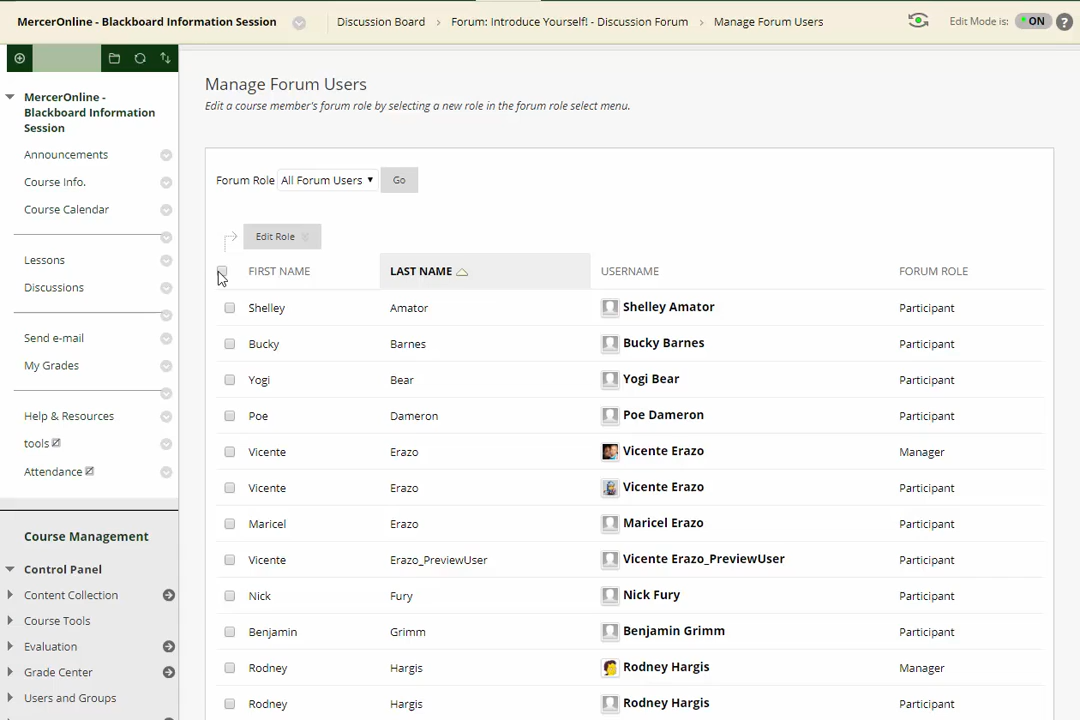 MercerOnline - Blackboard Information Session
Discussion Board
Forum: Introduce Yourself! - Discussion Forum
Manage Forum Users
Edit Mode is:
ON
?
MercerOnline -
Blackboard Information
Session
Announcements
Course Info.
Course Calendar
Lessons
Discussions
Send e-mail
My Grades
Help & Resources
tools
Attendance
Course Management
Control Panel
Content Collection
Course Tools
Evaluation
Grade Center
Users and Groups
Manage Forum Users
Edit a course member's forum role by selecting a new role in the forum role select menu.
Forum Role All Forum Users Go
Edit Role
FIRST NAME LAST NAME USERNAME FORUM ROLE
Shelley Amator Shelley Amator Participant
Bucky Barnes Bucky Barnes Participant
Yogi Bear Yogi Bear Participant
Poe Dameron Poe Dameron Participant
Vicente Erazo Vicente Erazo Manager
Vicente Erazo Vicente Erazo Participant
Maricel Erazo Maricel Erazo Participant
Vicente Erazo_PreviewUser Vicente Erazo_PreviewUser Participant
Nick Fury Nick Fury Participant
Benjamin Grimm Benjamin Grimm Participant
Rodney Hargis Rodney Hargis Manager
Rodney Hargis Rodney Hargis Participant